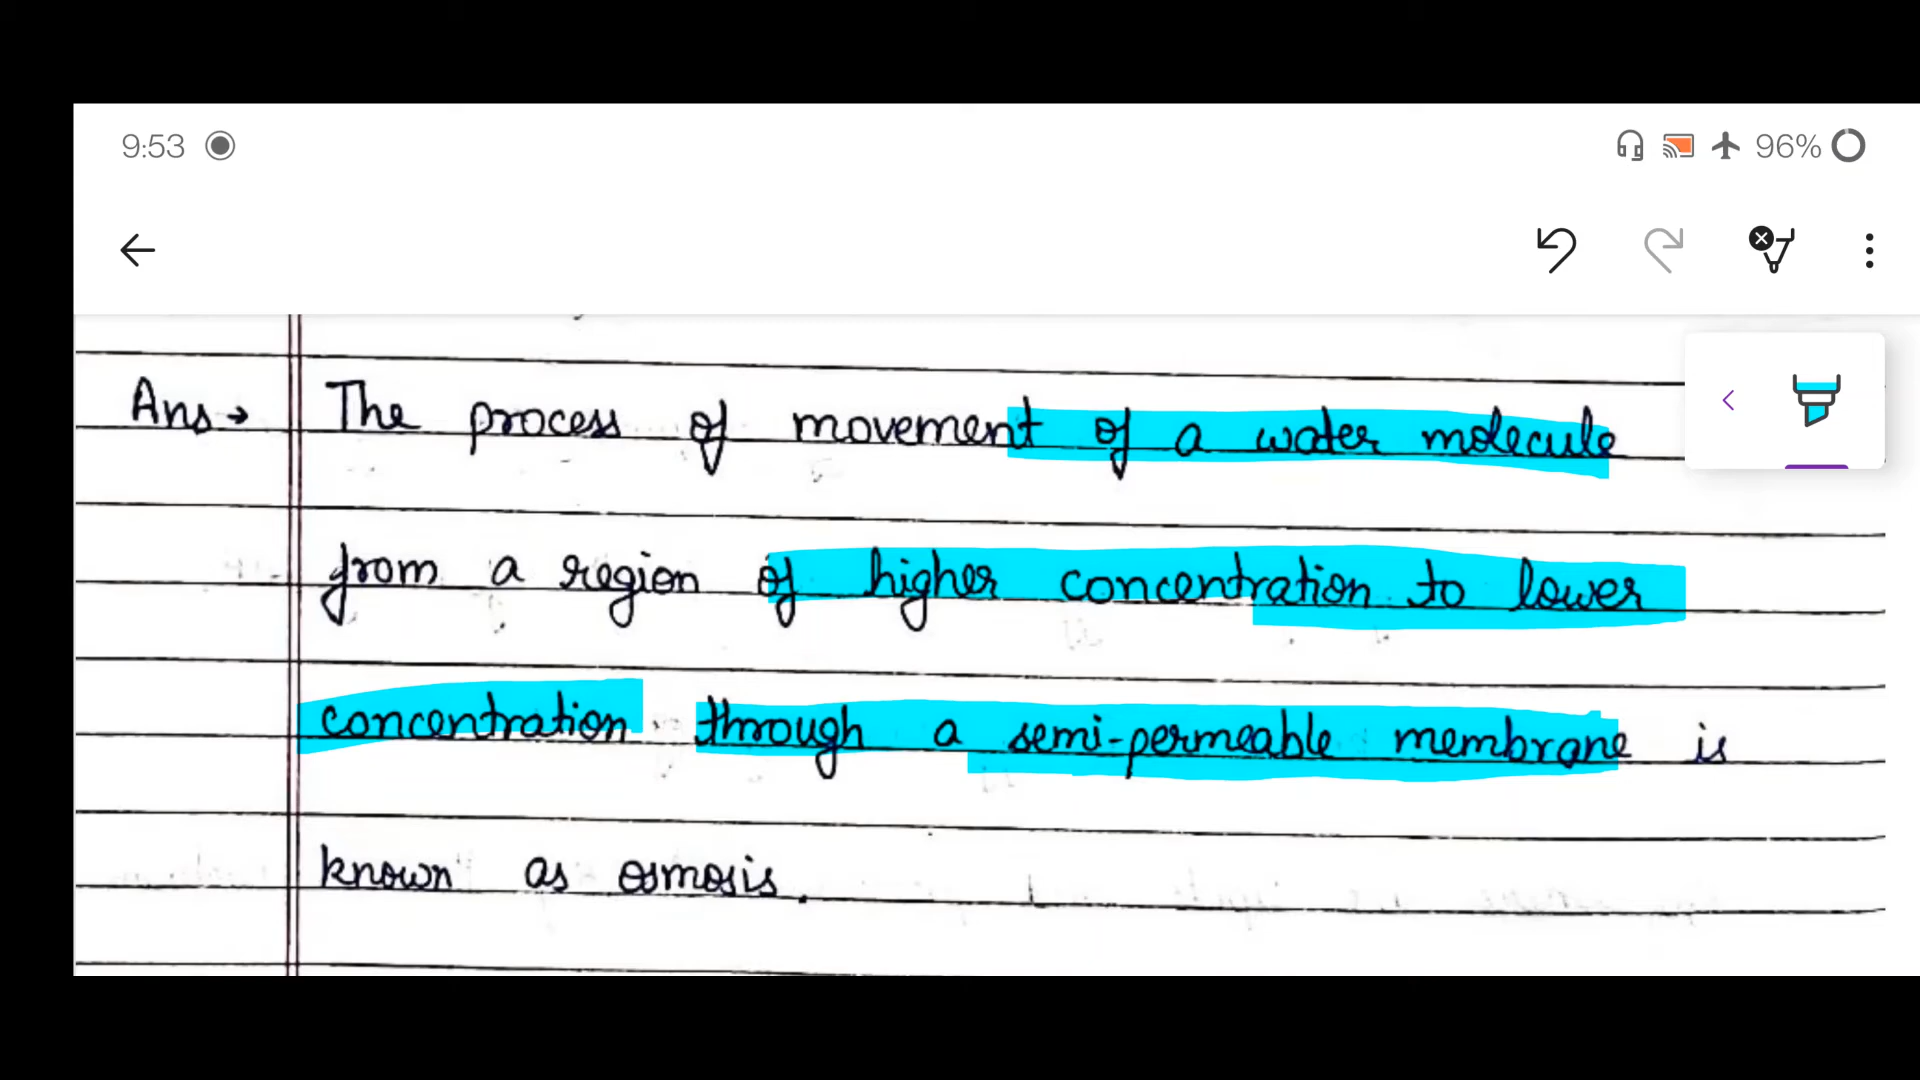 9:53
96%
Ans→ The process of movement of a water molecule
from a region of higher concentration to lower
concentration through a semi-permeable membrane is
known as osmosis.